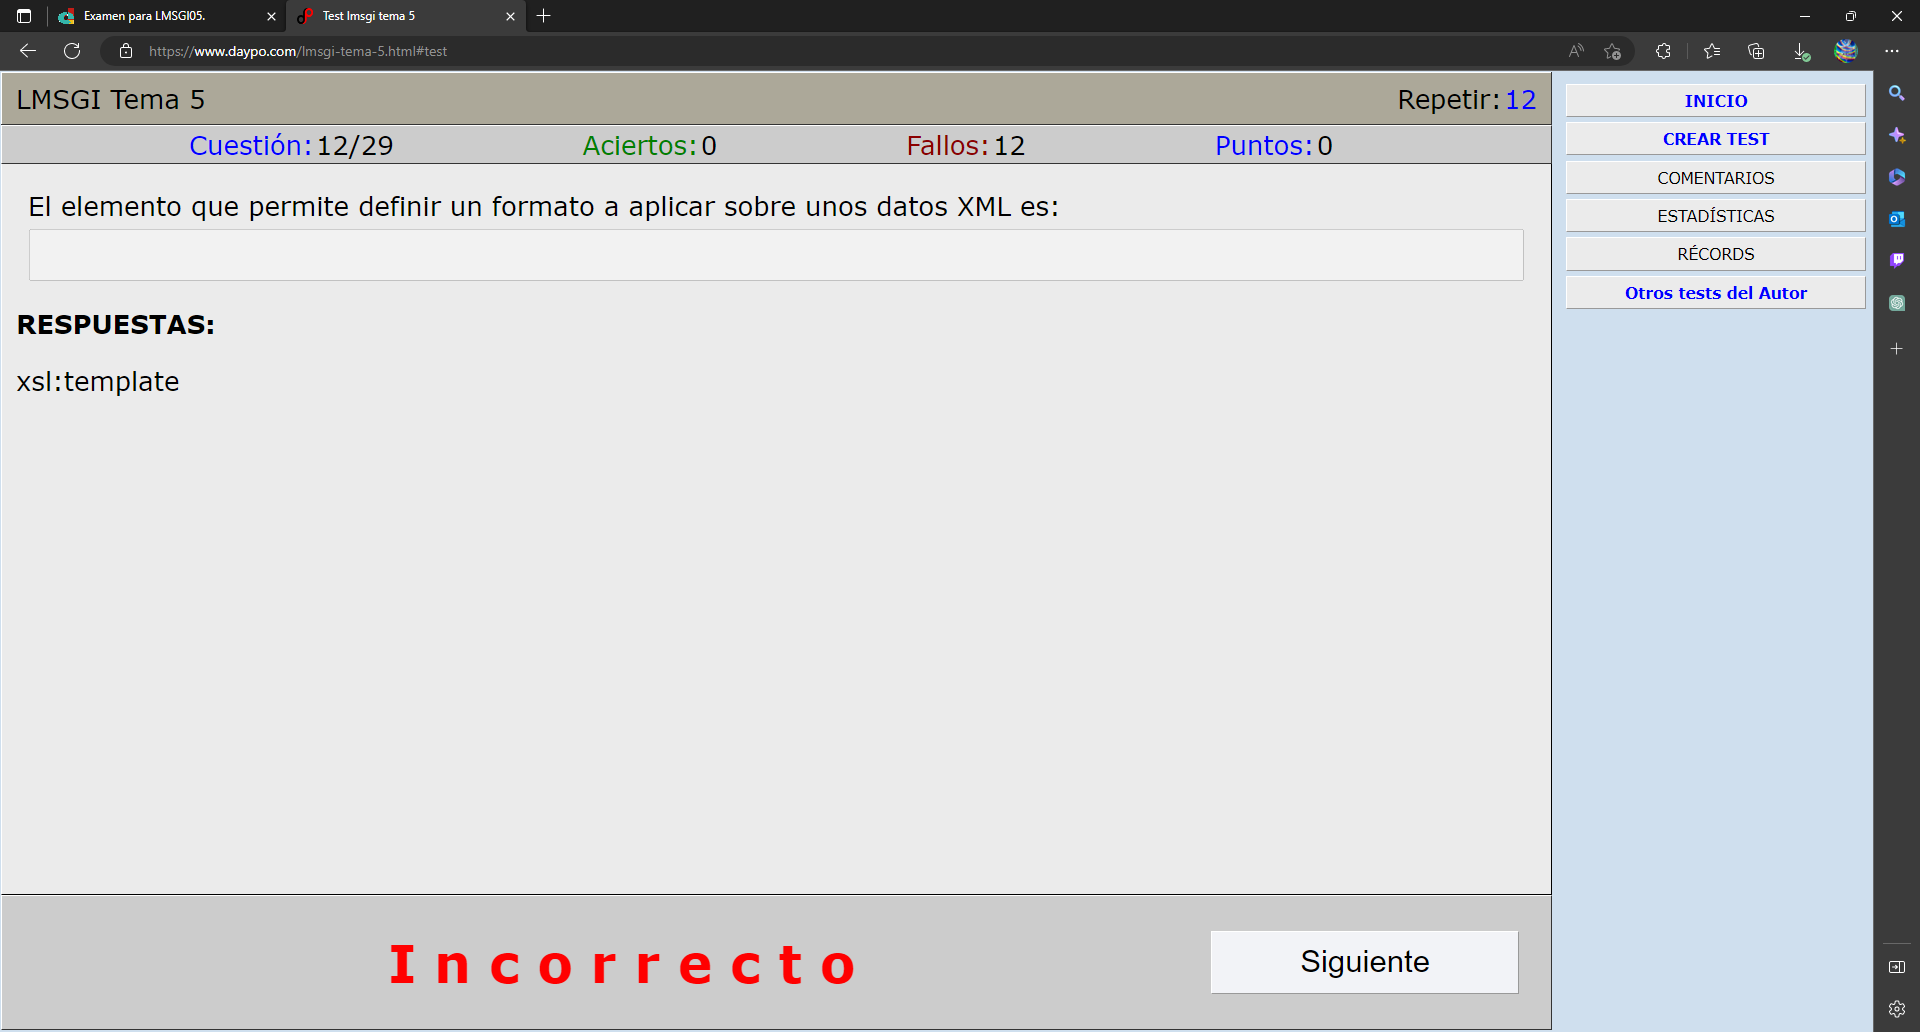 Examen para LMSGI05.
Test lmsgi tema 5
https://www.daypo.com/lmsgi-tema-5.html#test
LMSGI Tema 5
Repetir: 12
Cuestión: 12/29
Aciertos: 0
Fallos: 12
Puntos: 0
El elemento que permite definir un formato a aplicar sobre unos datos XML es:
RESPUESTAS:
xsl:template
Incorrecto
Siguiente
INICIO
CREAR TEST
COMENTARIOS
ESTADÍSTICAS
RÉCORDS
Otros tests del Autor